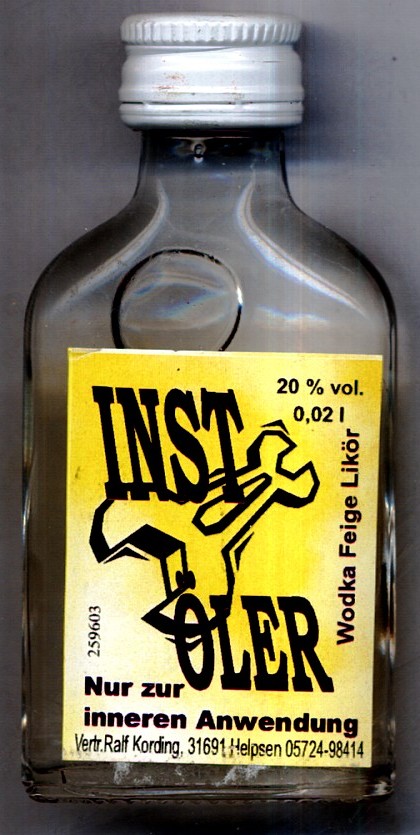 INST
ÖLER
20 % vol.
0,02 l
Wodka Feige Likör
259603
Nur zur
inneren Anwendung
Vertr.Ralf Kording, 31691 Helpsen 05724-98414